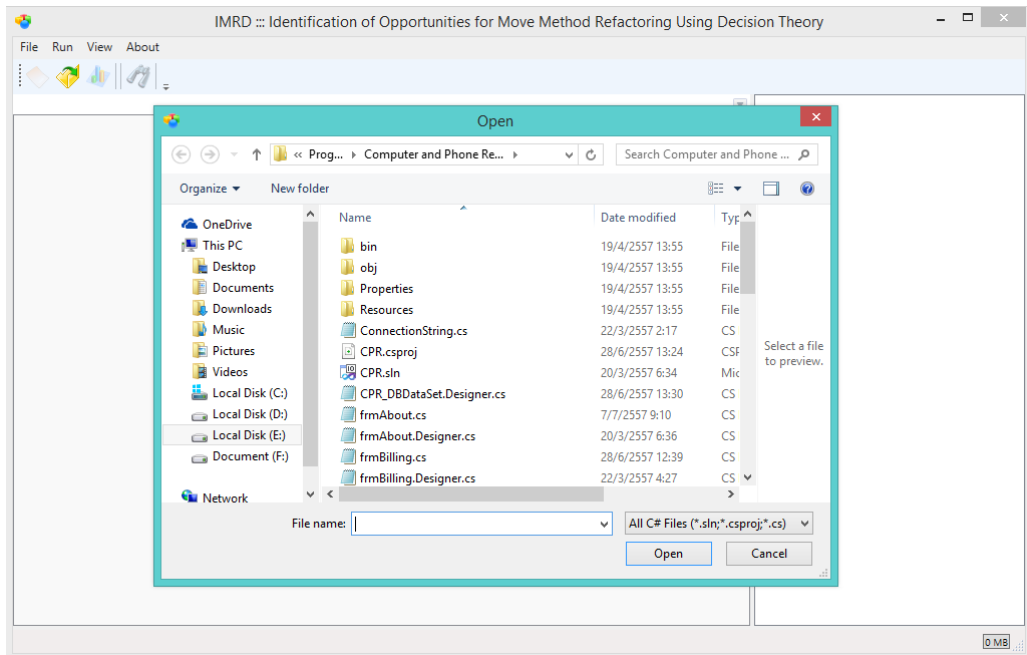 IMRD ::: Identification of Opportunities for Move Method Refactoring Using Decision Theory
File Run View About
Open
« Prog... Computer and Phone Re... Search Computer and Phone ...
Organize New folder
OneDrive
This PC
Desktop
Documents
Downloads
Music
Pictures
Videos
Local Disk (C:)
Local Disk (D:)
Local Disk (E:)
Document (F:)
Network
Name Date modified Typ
bin 19/4/2557 13:55 File
obj 19/4/2557 13:55 File
Properties 19/4/2557 13:55 File
Resources 19/4/2557 13:55 File
ConnectionString.cs 22/3/2557 2:17 CS
CPR.csproj 28/6/2557 13:24 CSP
CPR.sln 20/3/2557 6:34 Mic
CPR_DBDataSet.Designer.cs 28/6/2557 13:30 CS
frmAbout.cs 7/7/2557 9:10 CS
frmAbout.Designer.cs 20/3/2557 6:36 CS
frmBilling.cs 28/6/2557 12:39 CS
frmBilling.Designer.cs 22/3/2557 4:27 CS
Select a file
to preview.
File name: All C# Files (*.sln;*.csproj;*.cs)
Open Cancel
0 MB